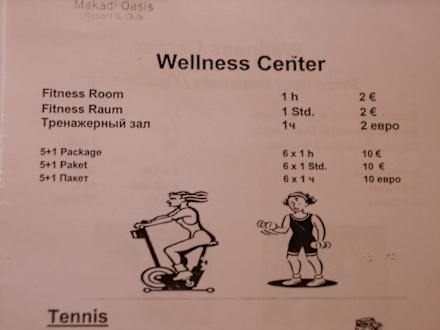 Makadi Oasis
Resort & Club
Wellness Center
Fitness Room 1 h 2 €
Fitness Raum 1 Std. 2 €
Тренажерный зал 1ч 2 евро
5+1 Package 6 x 1 h 10 €
5+1 Paket 6 x 1 Std. 10 €
5+1 Пакет 6 x 1 ч 10 евро
Tennis